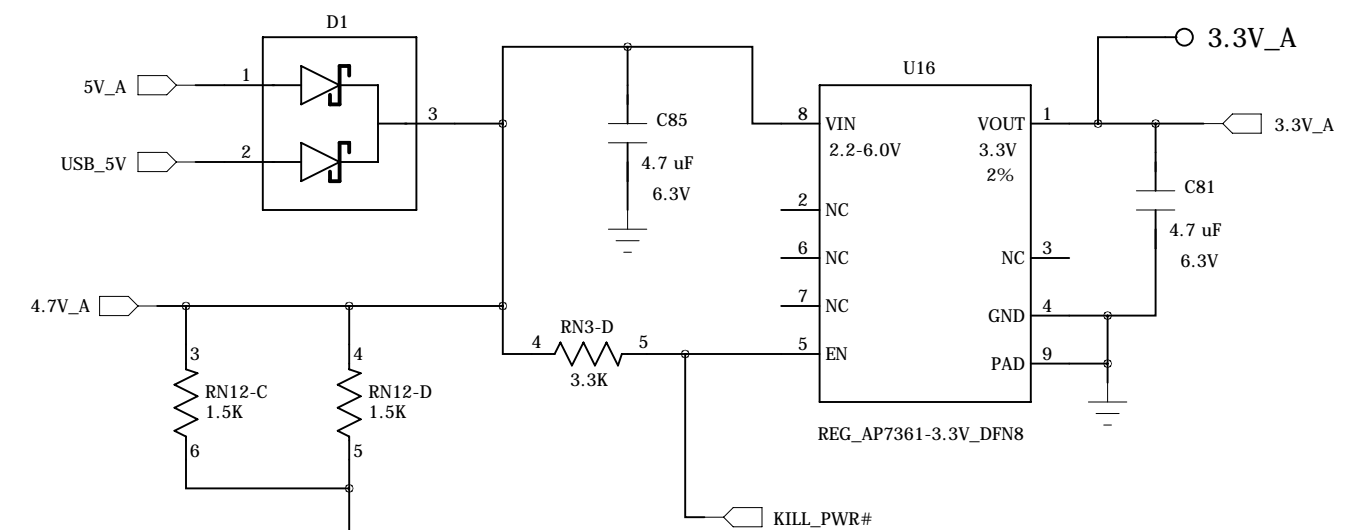 D1
3.3V_A
5V_A
1
3
USB_5V
2
C85
4.7 uF
6.3V
U16
8
VIN
2.2-6.0V
VOUT
1
3.3V
2%
3.3V_A
C81
4.7 uF
6.3V
2
NC
6
NC
7
NC
NC
3
GND
4
5
EN
PAD
9
REG_AP7361-3.3V_DFN8
4.7V_A
4
RN3-D
5
3.3K
3
RN12-C
1.5K
6
4
RN12-D
1.5K
5
KILL_PWR#